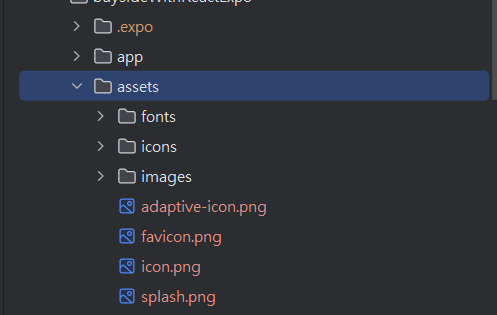 .expo
app
assets
fonts
icons
images
adaptive-icon.png
favicon.png
icon.png
splash.png